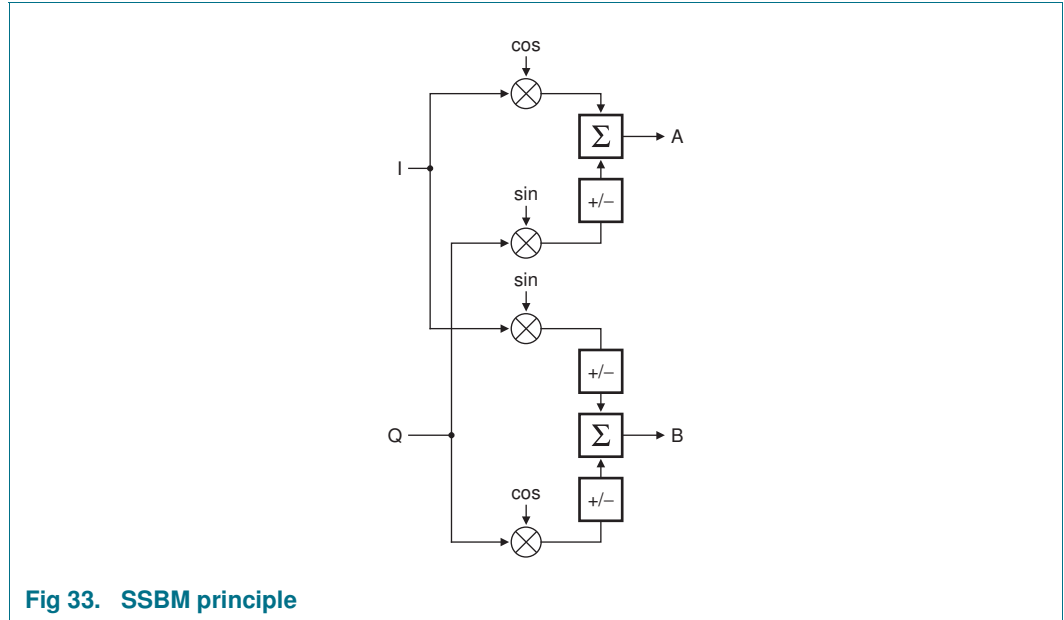 cos
Σ
A
I
+/−
sin
sin
+/−
Q
Σ
B
cos
+/−
Fig 33. SSBM principle